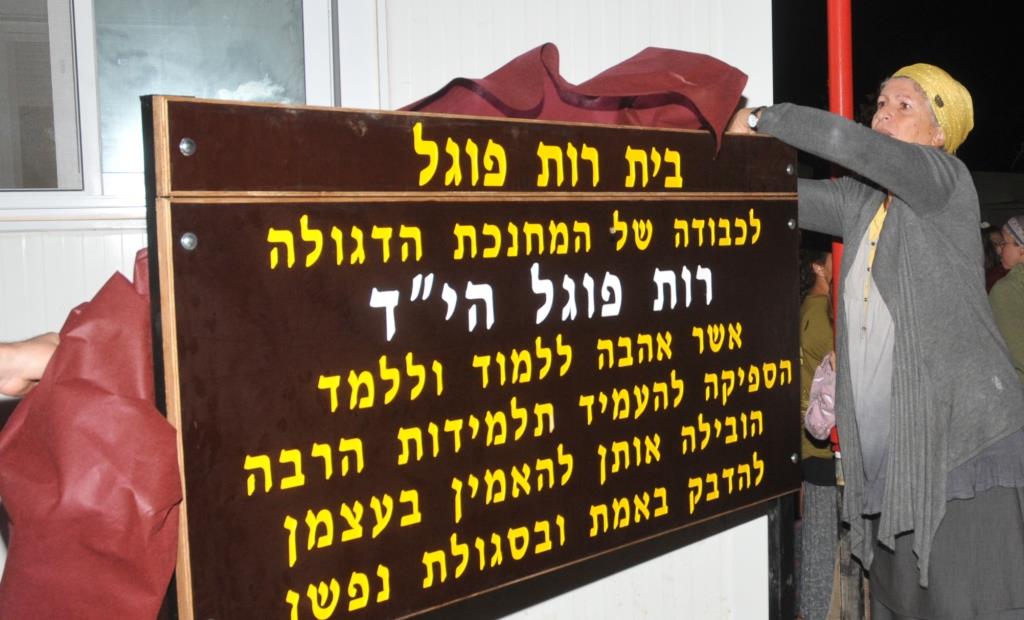 בית רות פוגל
לכבודה של המחנכת הדגולה
רות פוגל הי"ד
אשר אהבה ללמוד וללמד
הספיקה להעמיד תלמידות הרבה
הובילה אותן להאמין בעצמן
להדבק באמת ובסגולת נפשן